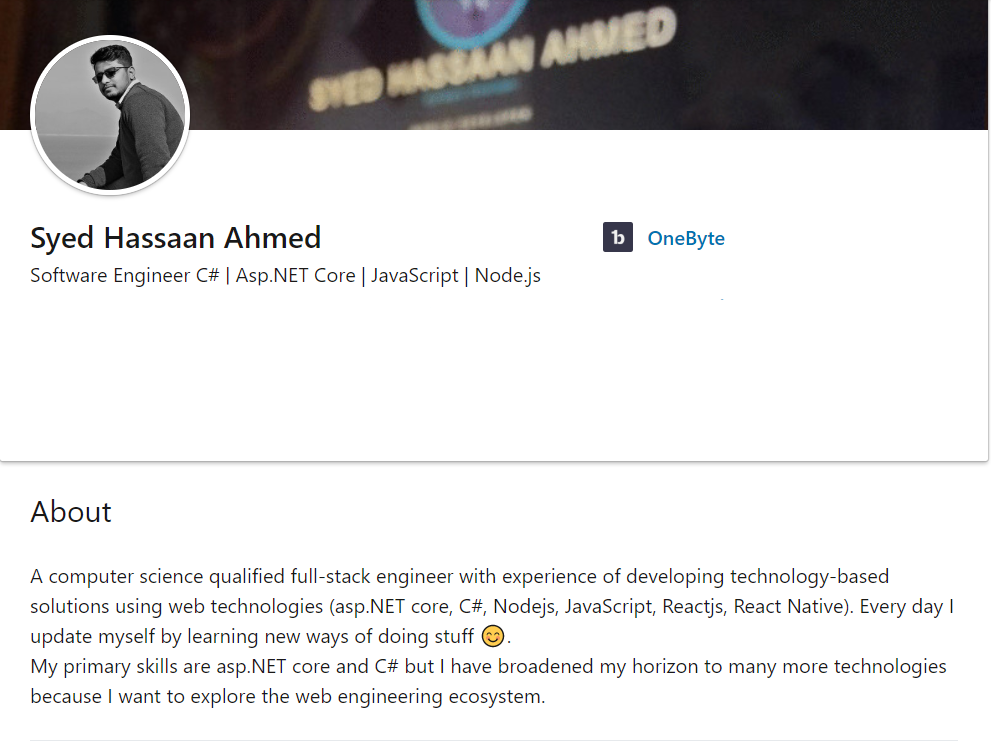 SYED HASSAAN AHMED
Syed Hassaan Ahmed
OneByte
Software Engineer C# | Asp.NET Core | JavaScript | Node.js
About
A computer science qualified full-stack engineer with experience of developing technology-based
solutions using web technologies (asp.NET core, C#, Nodejs, JavaScript, Reactjs, React Native). Every day I
update myself by learning new ways of doing stuff 😊.
My primary skills are asp.NET core and C# but I have broadened my horizon to many more technologies
because I want to explore the web engineering ecosystem.